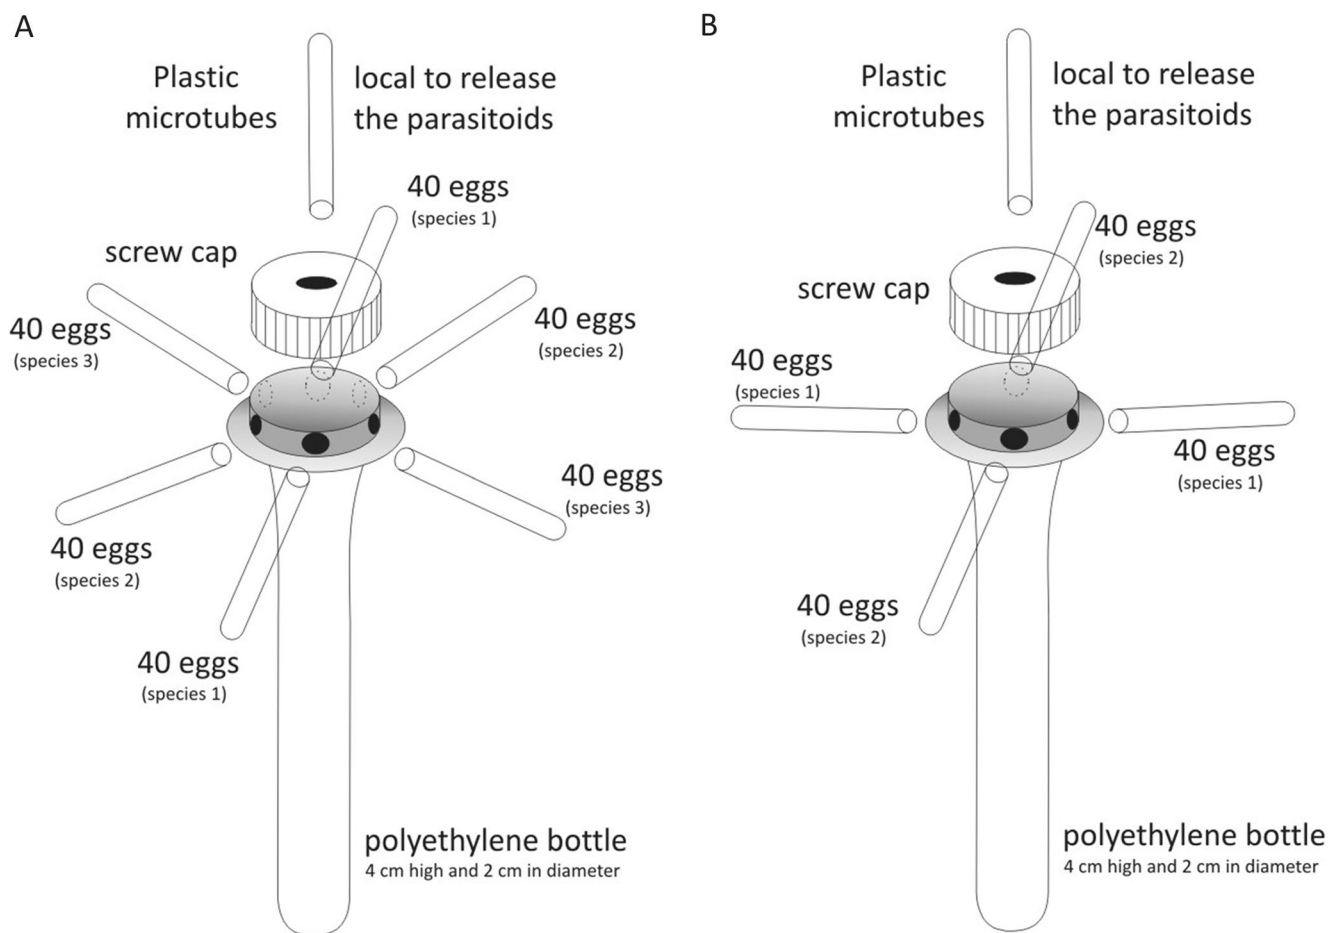 A
Plastic
microtubes
local to release
the parasitoids
40 eggs
(species 1)
screw cap
40 eggs
(species 3)
40 eggs
(species 2)
40 eggs
(species 3)
40 eggs
(species 2)
40 eggs
(species 1)
polyethylene bottle
4 cm high and 2 cm in diameter
B
Plastic
microtubes
local to release
the parasitoids
40 eggs
(species 2)
screw cap
40 eggs
(species 1)
40 eggs
(species 1)
40 eggs
(species 2)
polyethylene bottle
4 cm high and 2 cm in diameter